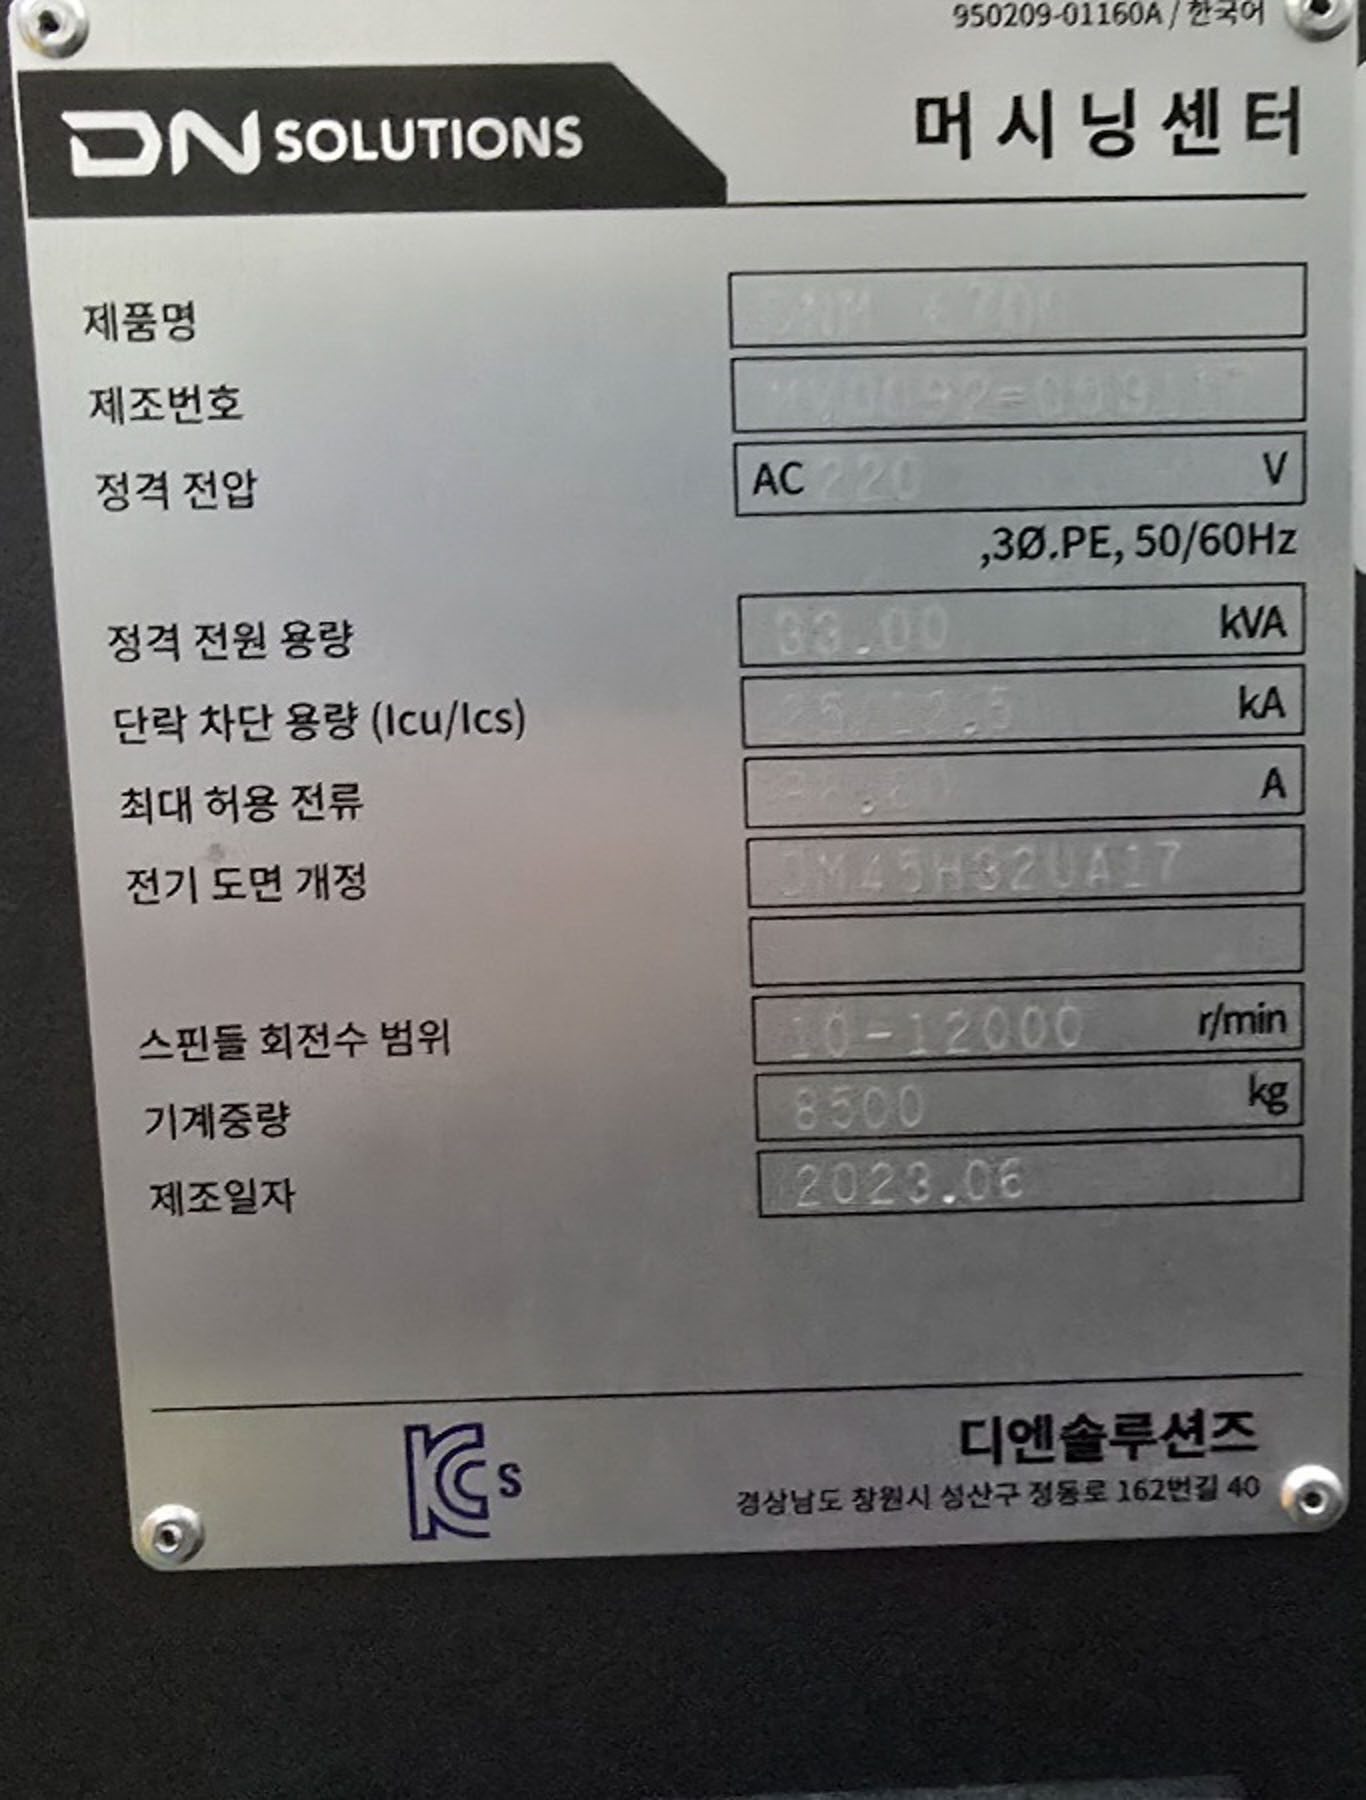 950209-01160A / 한국어
DN SOLUTIONS
머시닝센터
제품명
제조번호
정격 전압 AC 220 V
,3Ø.PE, 50/60Hz
정격 전원 용량 33.00 kVA
단락 차단 용량 (Icu/Ics) kA
최대 허용 전류 A
전기 도면 개정
스핀들 회전수 범위 10-12000 r/min
기계중량 8500 kg
제조일자 2023.06
KCs
디엔솔루션즈
경상남도 창원시 성산구 정동로 162번길 40